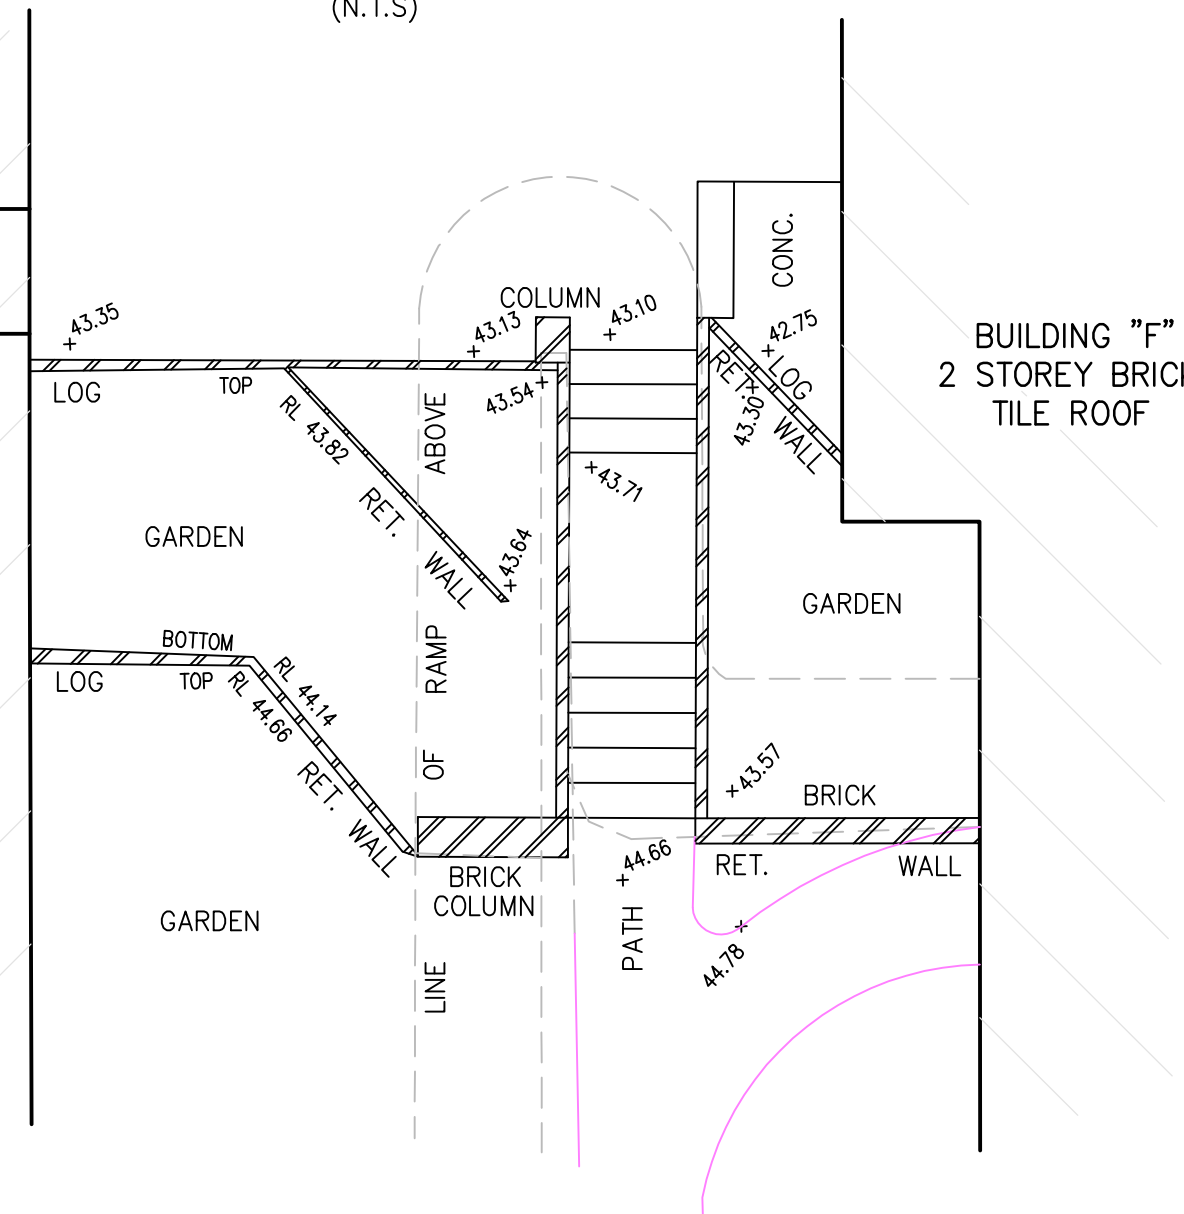 (N.T.S)
CONC.
COLUMN
43.35
43.13
43.10
42.75
BUILDING "F"
2 STOREY
TILE ROOF
LOG
TOP
43.54
ABOVE
RET.
LOG
WALL
43.30
RL 43.82
RET.
WALL
43.71
43.64
GARDEN
GARDEN
BOTTOM
LOG
TOP
RL 44.14
RL 44.66
RET.
WALL
RAMP
OF
LINE
43.57
BRICK
RET.
WALL
BRICK
COLUMN
44.66
PATH
44.78
GARDEN